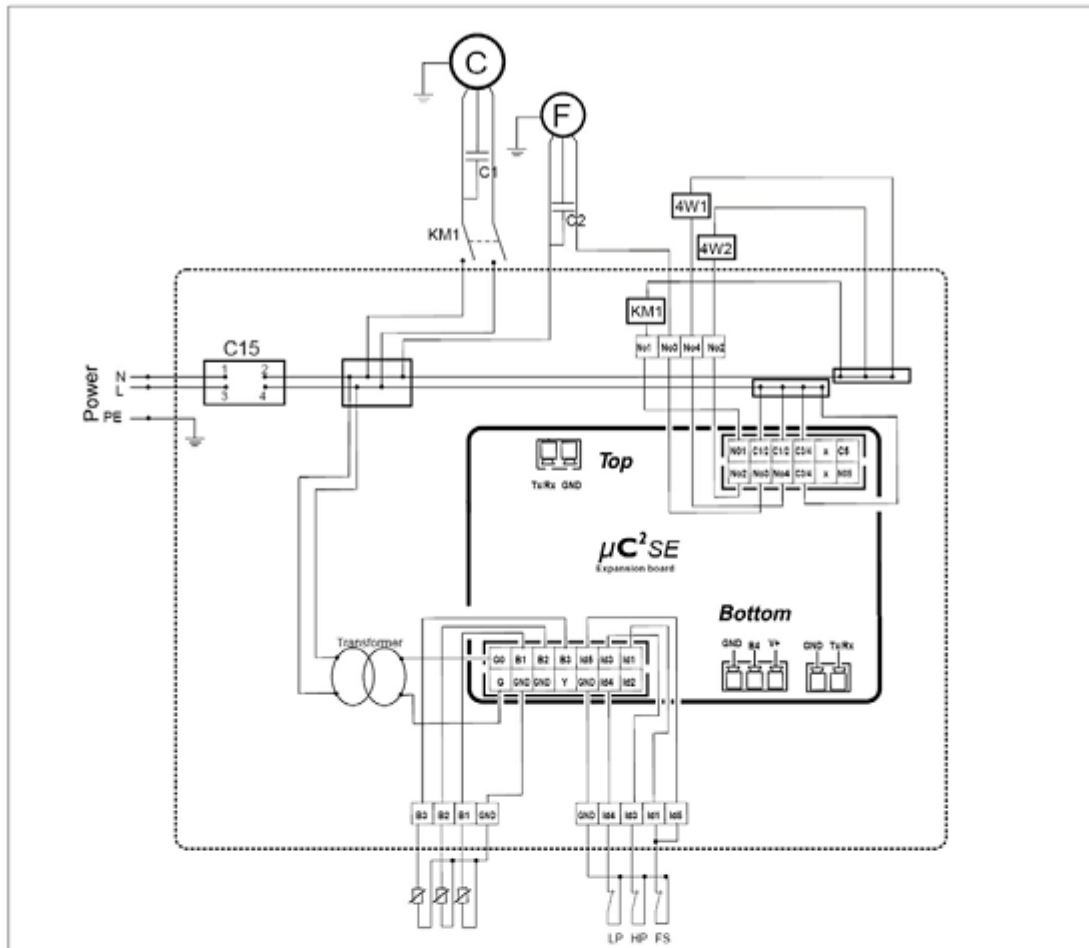 C
F
C1
C2
KM1
4W1
4W2
KM1
No1 No3 No4 No2
C15
1 2
3 4
Power
N
L
PE
Top
Tx/Rx GND
N01 C1/2 C1/2 C3/4 x C5
No2 No3 No4 C3/4 x N05
µC²SE
Expansion board
Bottom
GND B4 V+
GND Tx/Rx
Transformer
G0 B1 B2 B3 Id5 Id3 Id1
G GND GND Y GND Id4 Id2
B3 B2 B1 GND
GND Id4 Id3 Id1 Id5
LP HP FS